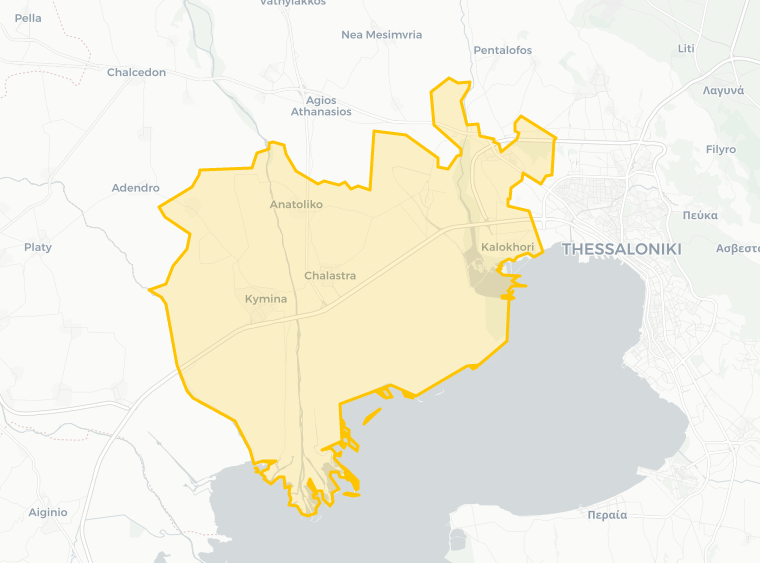 Vathylakkos
Pella
Nea Mesimvria
Pentalofos
Liti
Chalcedon
Λαγυνά
Agios
Athanasios
Filyro
Adendro
Anatoliko
Πεύκα
Platy
Kalokhori
THESSALONIKI
Ασβεστο
Chalastra
Kymina
Aiginio
Περαία